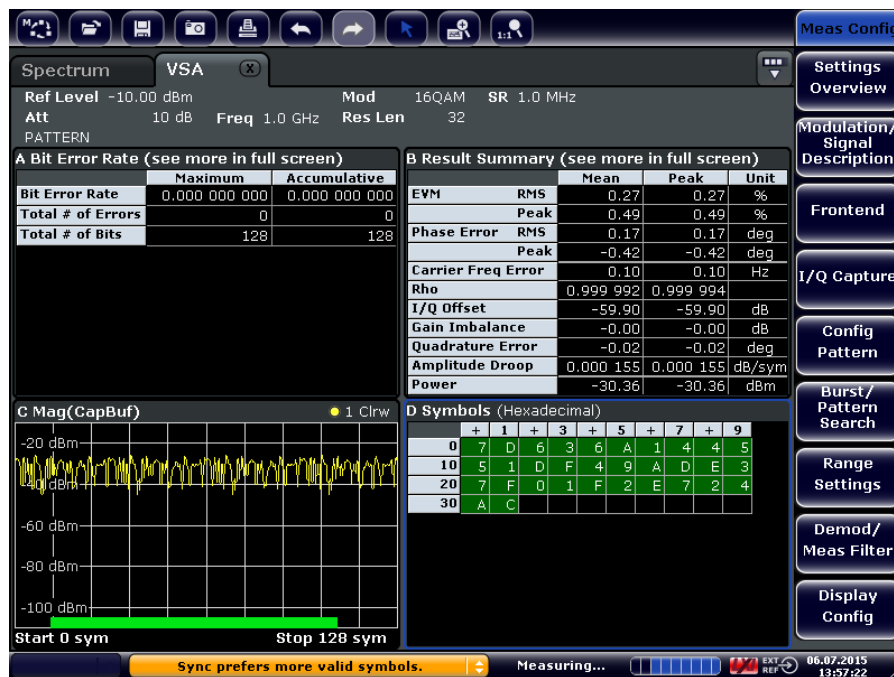 1:1
Meas Config
Spectrum VSA X
Settings Overview
Ref Level -10.00 dBm Mod 16QAM SR 1.0 MHz
Att 10 dB Freq 1.0 GHz Res Len 32
PATTERN
Modulation/ Signal Description
A Bit Error Rate (see more in full screen)
Maximum Accumulative
Bit Error Rate 0.000 000 000 0.000 000 000
Total # of Errors 0 0
Total # of Bits 128 128
B Result Summary (see more in full screen)
Mean Peak Unit
EVM RMS 0.27 0.27 %
Peak 0.49 0.49 %
Phase Error RMS 0.17 0.17 deg
Peak -0.42 -0.42 deg
Carrier Freq Error 0.10 0.10 Hz
Rho 0.999 992 0.999 994
I/Q Offset -59.90 -59.90 dB
Gain Imbalance -0.00 -0.00 dB
Quadrature Error -0.02 -0.02 deg
Amplitude Droop 0.000 155 0.000 155 dB/sym
Power -30.36 -30.36 dBm
Frontend
I/Q Capture
Config Pattern
Burst/ Pattern Search
Range Settings
Demod/ Meas Filter
Display Config
C Mag(CapBuf) 1 Clrw
-20 dBm
-40 dBm
-60 dBm
-80 dBm
-100 dBm
Start 0 sym Stop 128 sym
D Symbols (Hexadecimal)
+ 1 + 3 + 5 + 7 + 9
0 7 D 6 3 6 A 1 4 4 5
10 5 1 D F 4 9 A D E 3
20 7 F 0 1 F 2 E 7 2 4
30 A C
Sync prefers more valid symbols. Measuring... EXT REF 06.07.2015
13:57:22